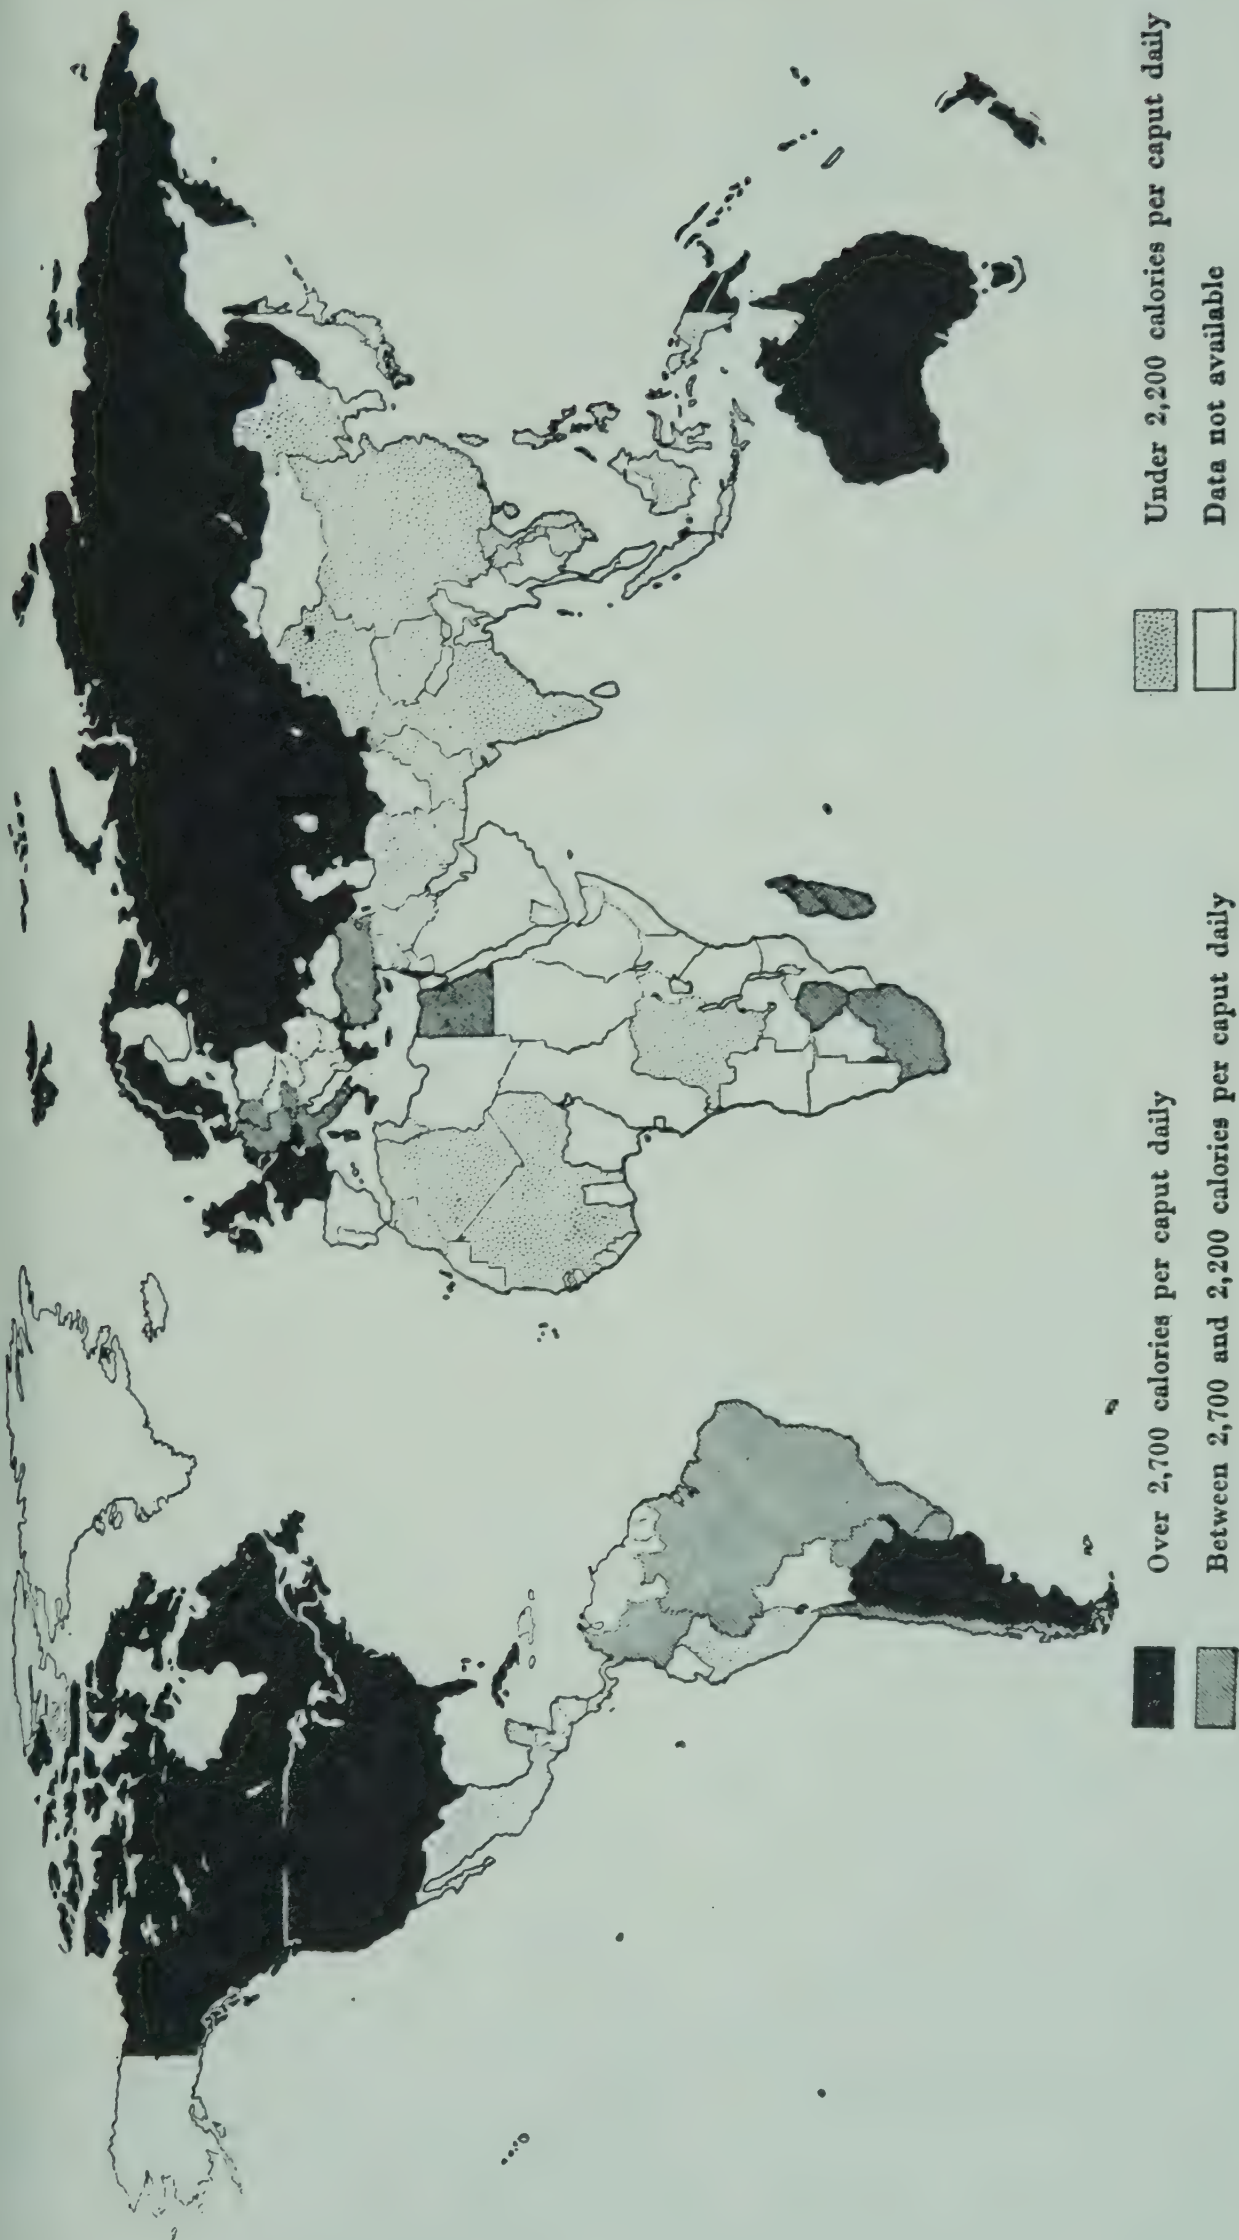 Over 2,700 calories per caput daily
Between 2,700 and 2,200 calories per caput daily
Under 2,200 calories per caput daily
Data not available